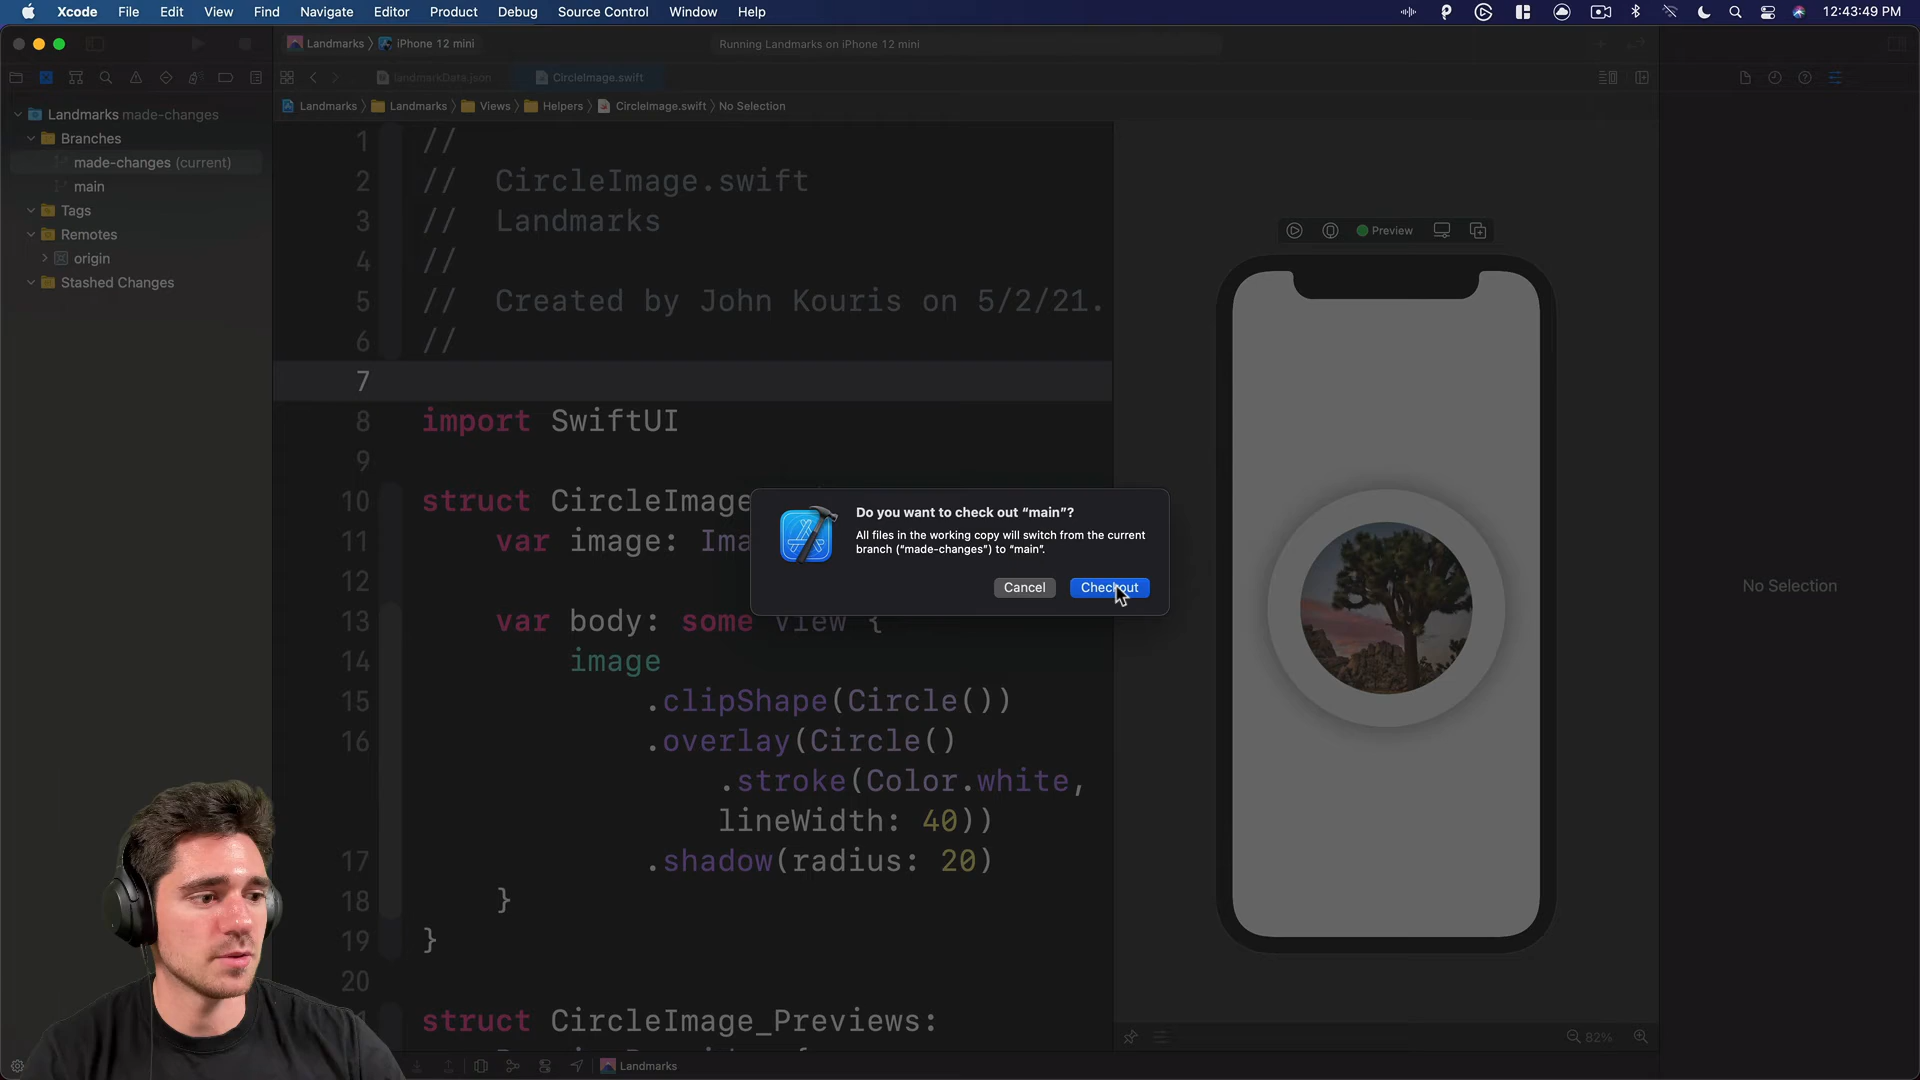 Xcode File Edit View Find Navigate Editor Product Debug Source Control Window Help 12:43:49 PM
Landmarks iPhone 12 mini Running Landmarks on iPhone 12 mini
landmarkData.json CircleImage.swift
Landmarks Landmarks Views Helpers CircleImage.swift No Selection
Landmarks made-changes
Branches
made-changes (current)
main
Tags
Remotes
origin
Stashed Changes
1 //
2 // CircleImage.swift
3 // Landmarks
4 //
5 // Created by John Kouris on 5/2/21.
6 //
7
8 import SwiftUI
9
10 struct CircleImage
11 var image: Ima
12
13 var body: some View {
14 image
15 .clipShape(Circle())
16 .overlay(Circle()
.stroke(Color.white,
lineWidth: 40))
17 .shadow(radius: 20)
18 }
19 }
20
struct CircleImage_Previews:
Do you want to check out “main”?
All files in the working copy will switch from the current
branch (“made-changes”) to “main”.
Cancel Checkout
Preview
No Selection
82%
Landmarks